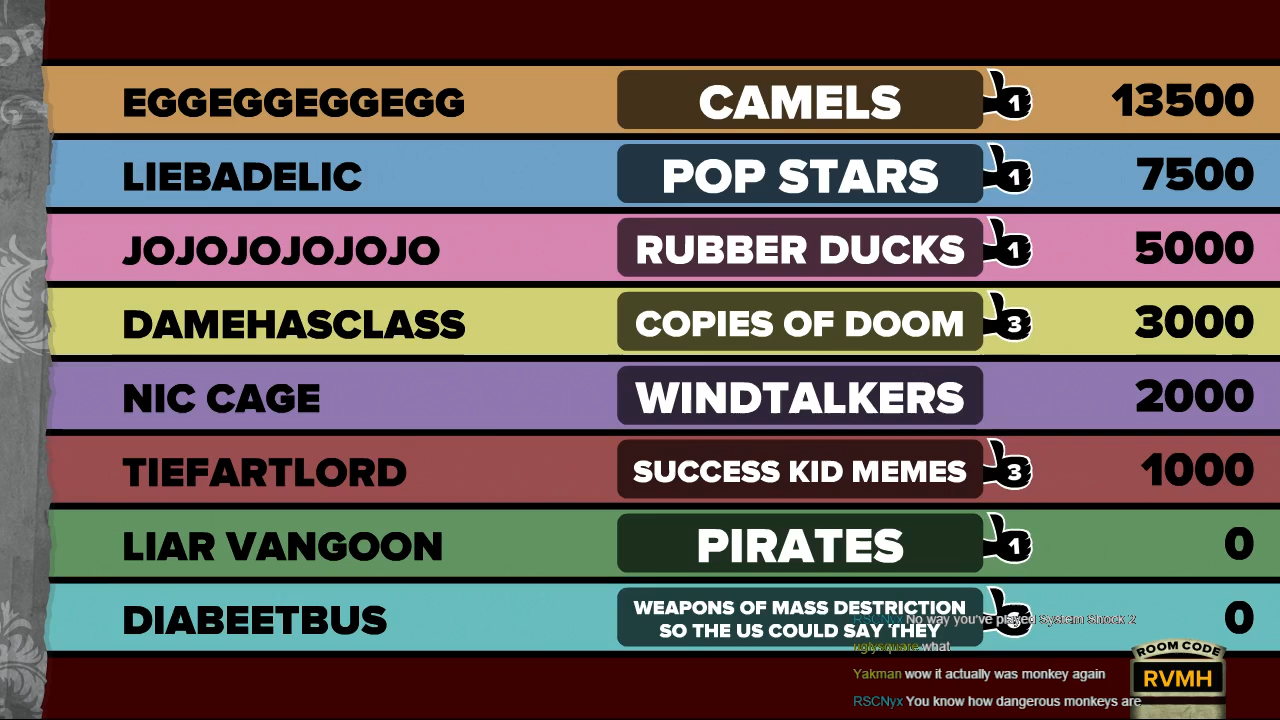 EGGEGGEGGEGG CAMELS 1 13500
LIEBADELIC POP STARS 1 7500
JOJOJOJOJOJO RUBBER DUCKS 1 5000
DAMEHASCLASS COPIES OF DOOM 3 3000
NIC CAGE WINDTALKERS 2000
TIEFARTLORD SUCCESS KID MEMES 3 1000
LIAR VANGOON PIRATES 1 0
DIABEETBUS WEAPONS OF MASS DESTRICTION 0
SO THE US COULD SAY THEY
RSCNyx No way you've played System Shock 2
uglysquare what
Yakman wow it actually was monkey again
RSCNyx You know how dangerous monkeys are
ROOM CODE
RVMH